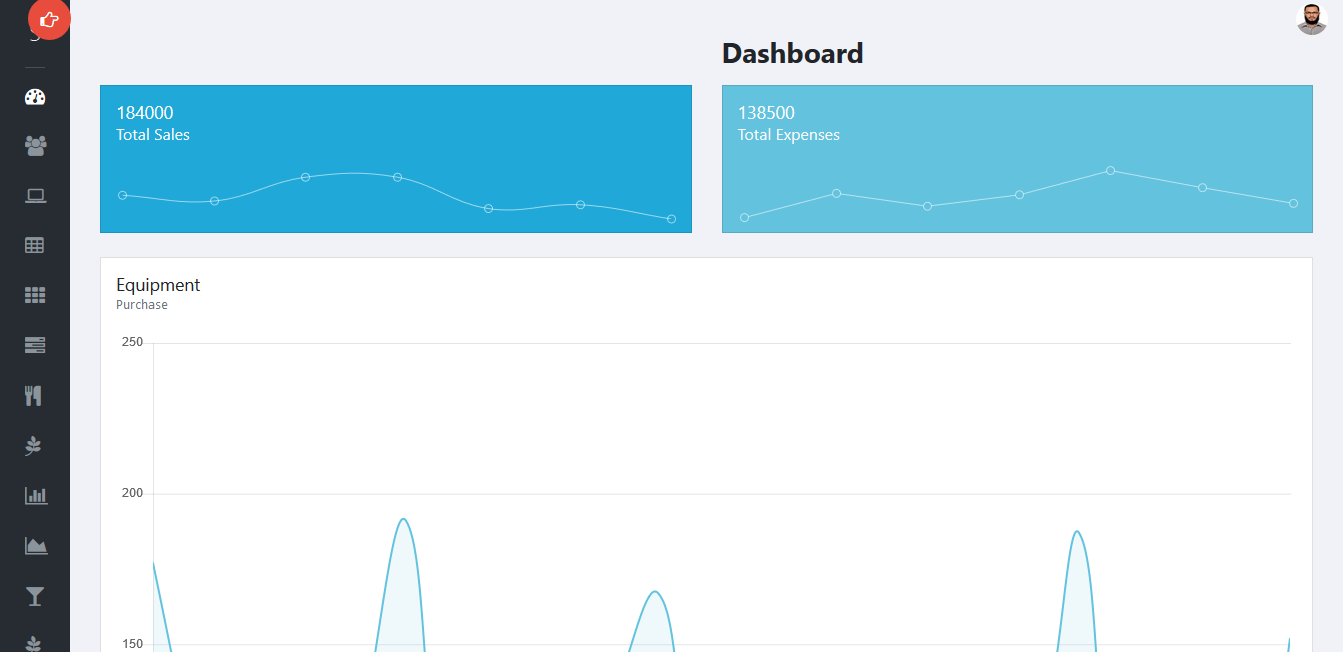 Dashboard
184000
Total Sales
138500
Total Expenses
Equipment
Purchase
250
200
150